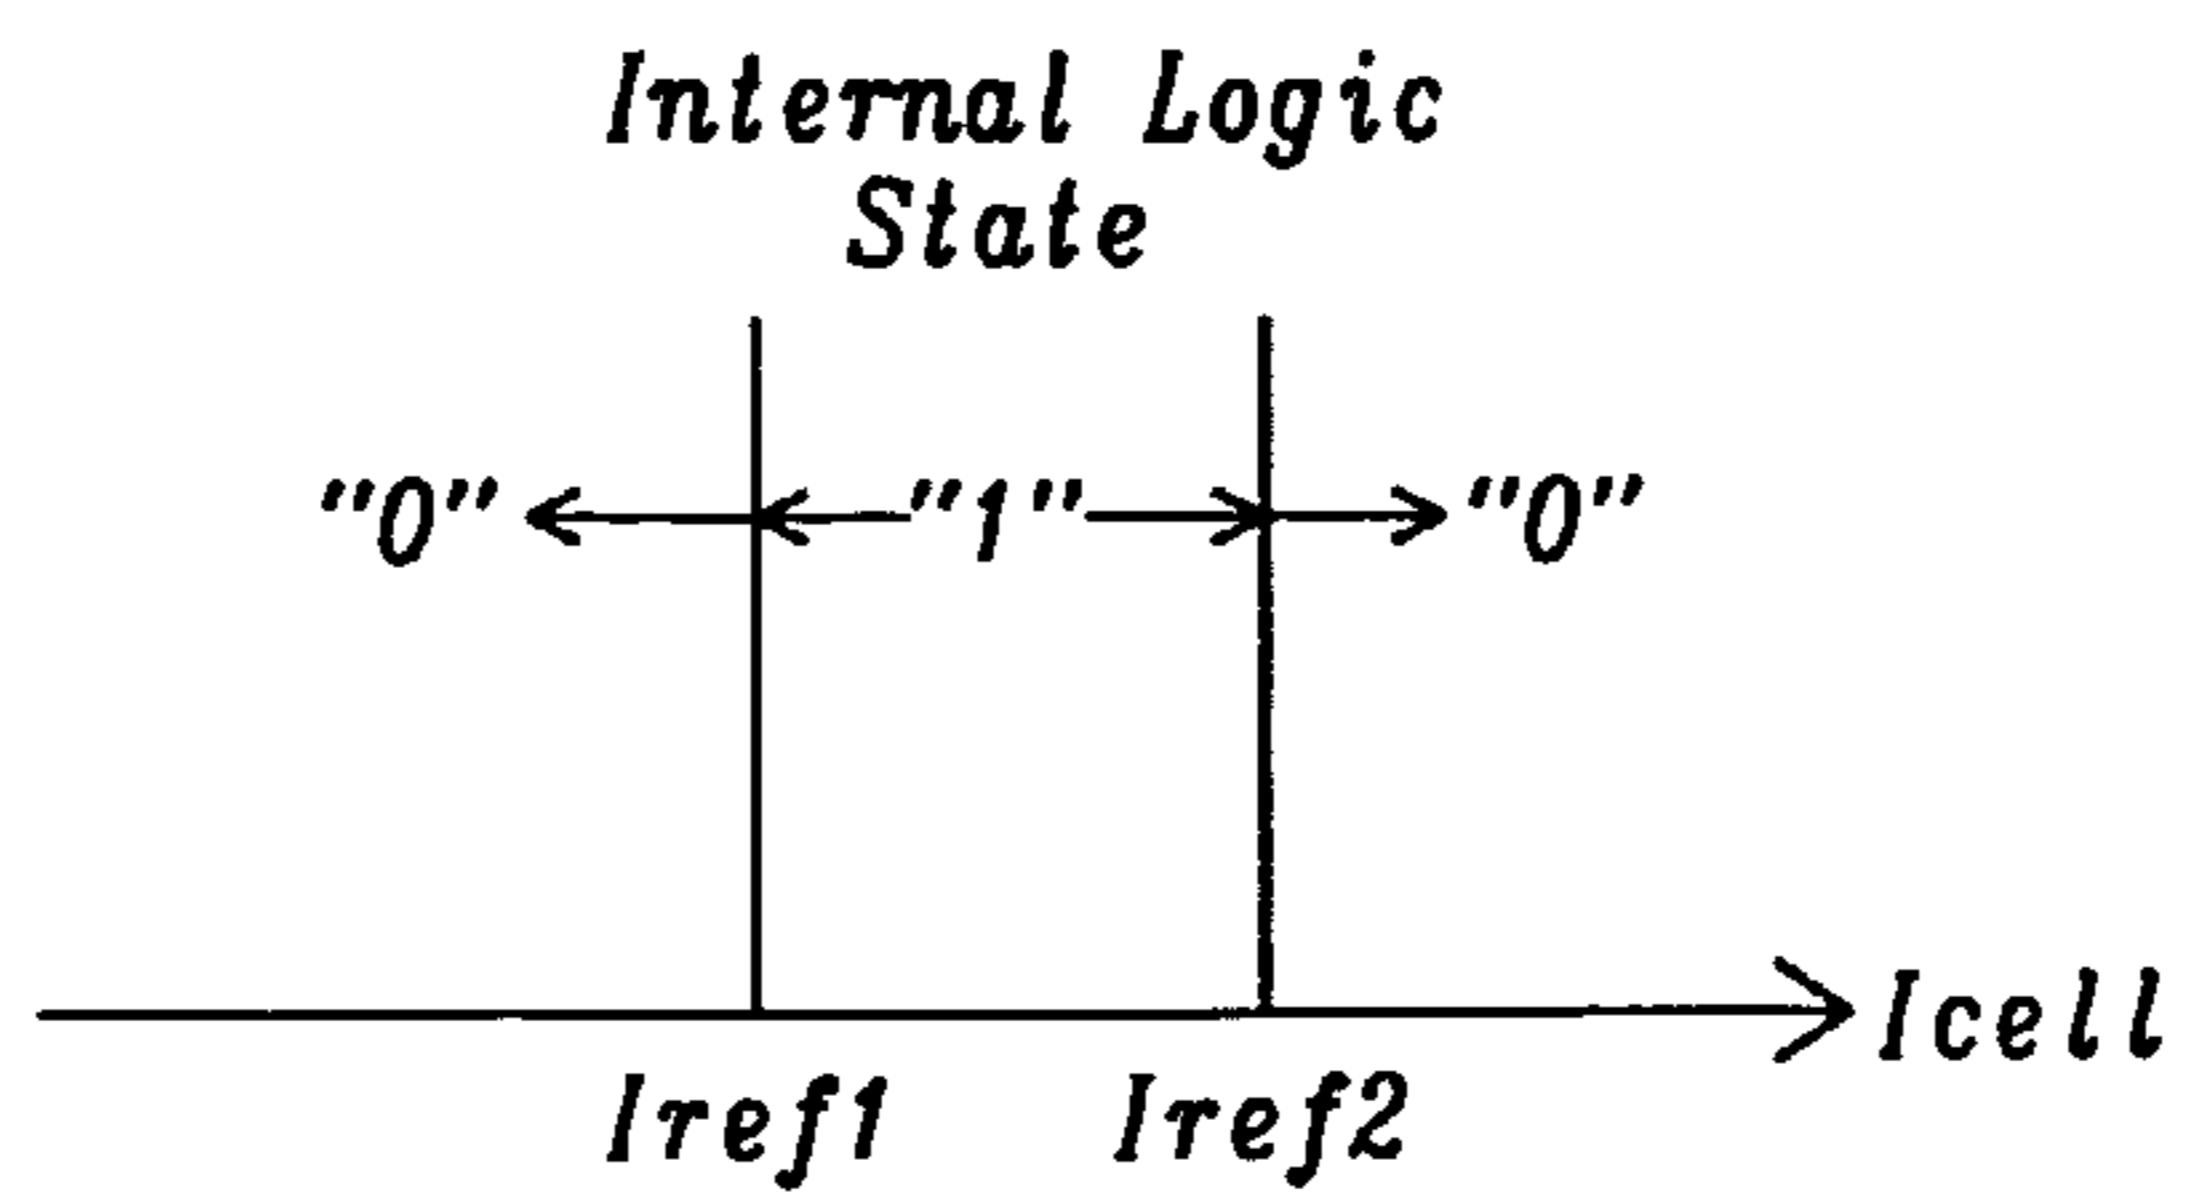 Internal Logic
State
"0" "1" "0"
Icell
Iref1 Iref2